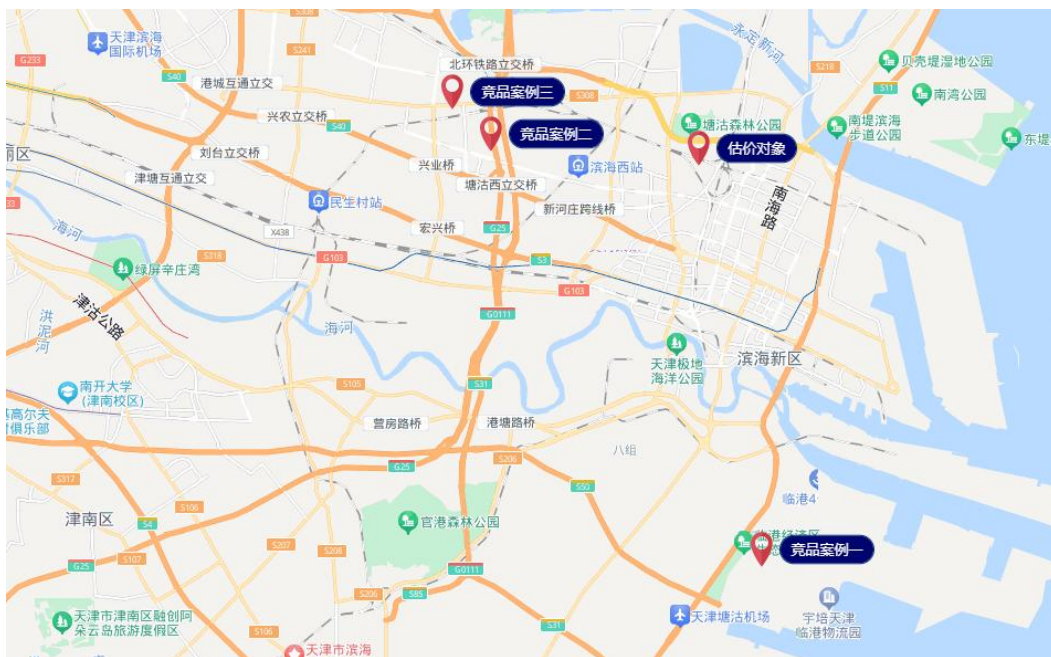 天津滨海
国际机场
G233
S40
S241
港城互通立交
兴农立交桥
S40
刘台立交桥
津塘互通立交
丽区
北环铁路立交桥
竞品案例三
S308
竞品案例二
兴业桥
塘沽西立交桥
滨海西站
新河庄跨线桥
塘沽森林公园
估价对象
永定新河
S218
贝壳堤湿地公园
S11
南湾公园
南堤滨海
步道公园
东堤
南海路
民生村站
X438
宏兴桥
G25
S3
G103
G103
海河
S318
绿屏辛庄湾
津沽公路
洪泥河
海河
G0111
天津极地
海洋公园
滨海新区
南开大学
(津南校区)
S105
S31
营房路桥
港塘路桥
八组
G25
S206
S50
S317
S106
津南区
S4
官港森林公园
临港4
S207
S206
S107
G25
G0111
竞品案例一
S206
S85
天津塘沽机场
宇培天津
临港物流园
天津市津南区融创阿
朵云岛旅游度假区
S106
S31
天津市滨海